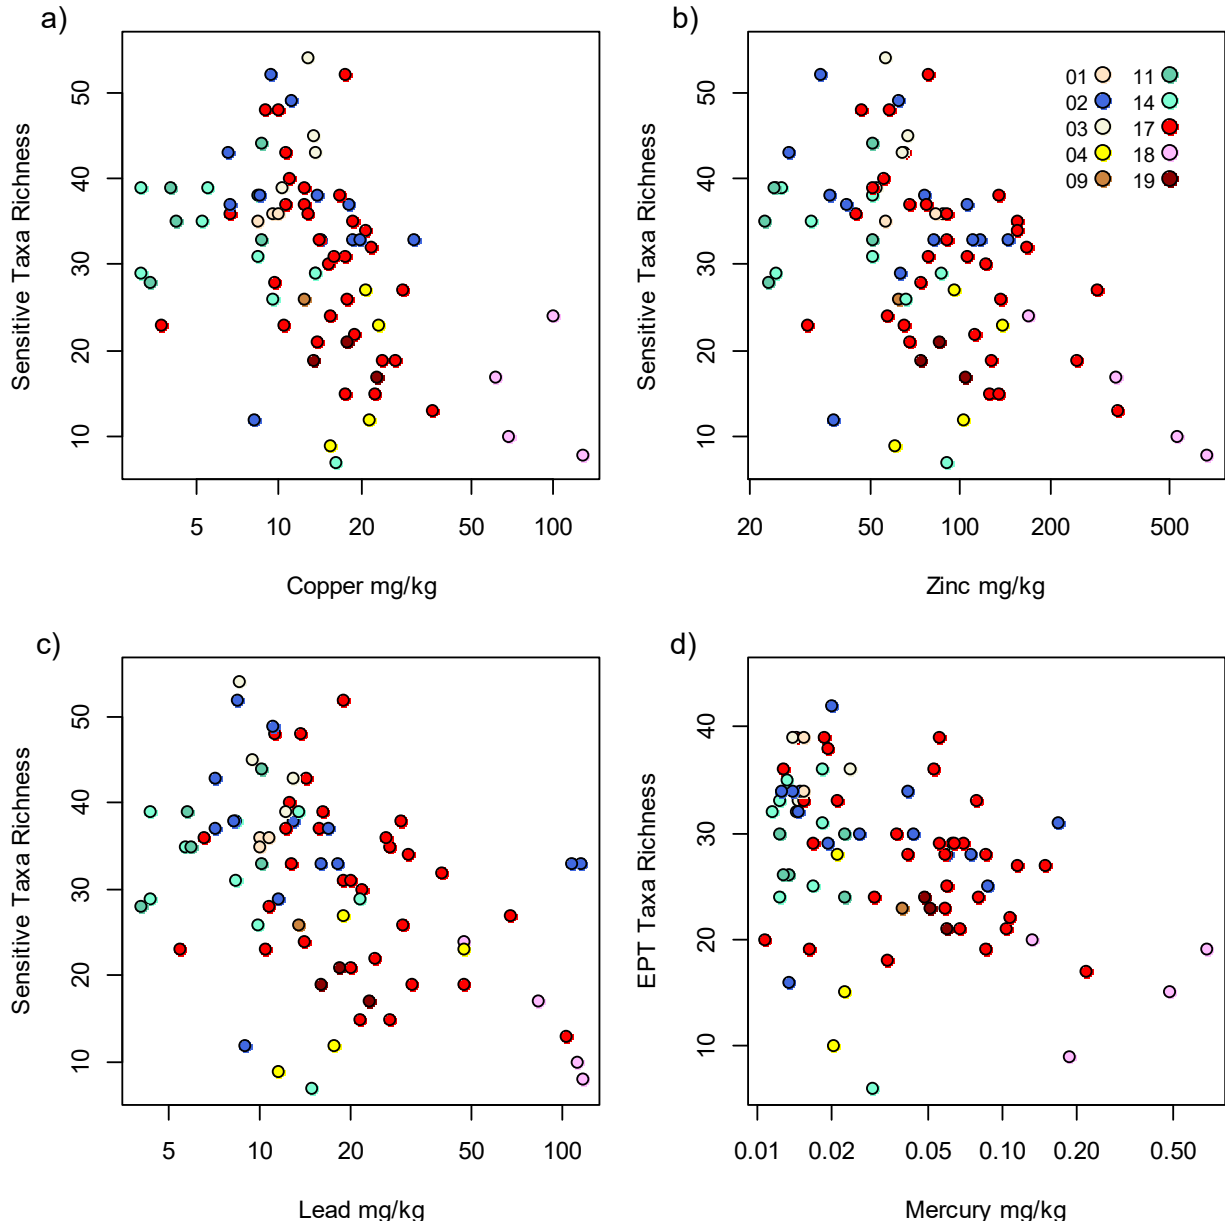 a)
50
40
30
20
10
Sensitive Taxa Richness
5 10 20 50 100
Copper mg/kg
b)
01 11
02 14
03 17
04 18
09 19
50
40
30
20
10
Sensitive Taxa Richness
20 50 100 200 500
Zinc mg/kg
c)
50
40
30
20
10
Sensitive Taxa Richness
5 10 20 50 100
Lead mg/kg
d)
40
30
20
10
EPT Taxa Richness
0.01 0.02 0.05 0.10 0.20 0.50
Mercury mg/kg